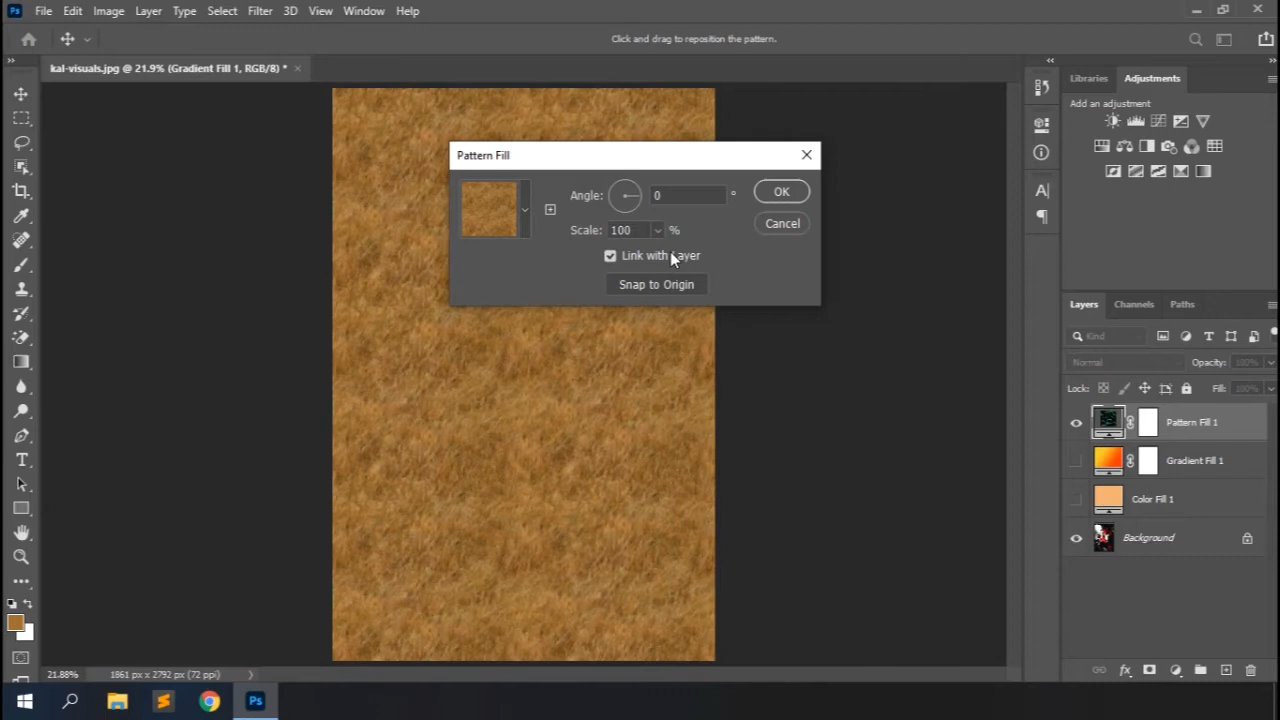 Ps File Edit Image Layer Type Select Filter 3D View Window Help
Click and drag to reposition the pattern.
kal-visuals.jpg @ 21.9% (Gradient Fill 1, RGB/8) *
Libraries Adjustments
Add an adjustment
Pattern Fill
Angle: 0 °
OK
Scale: 100 %
Cancel
Link with Layer
Snap to Origin
Layers Channels Paths
Kind
Normal Opacity: 100%
Lock: Fill: 100%
Pattern Fill 1
Gradient Fill 1
Color Fill 1
Background
21.88% 1861 px x 2792 px (72 ppi)
Ps